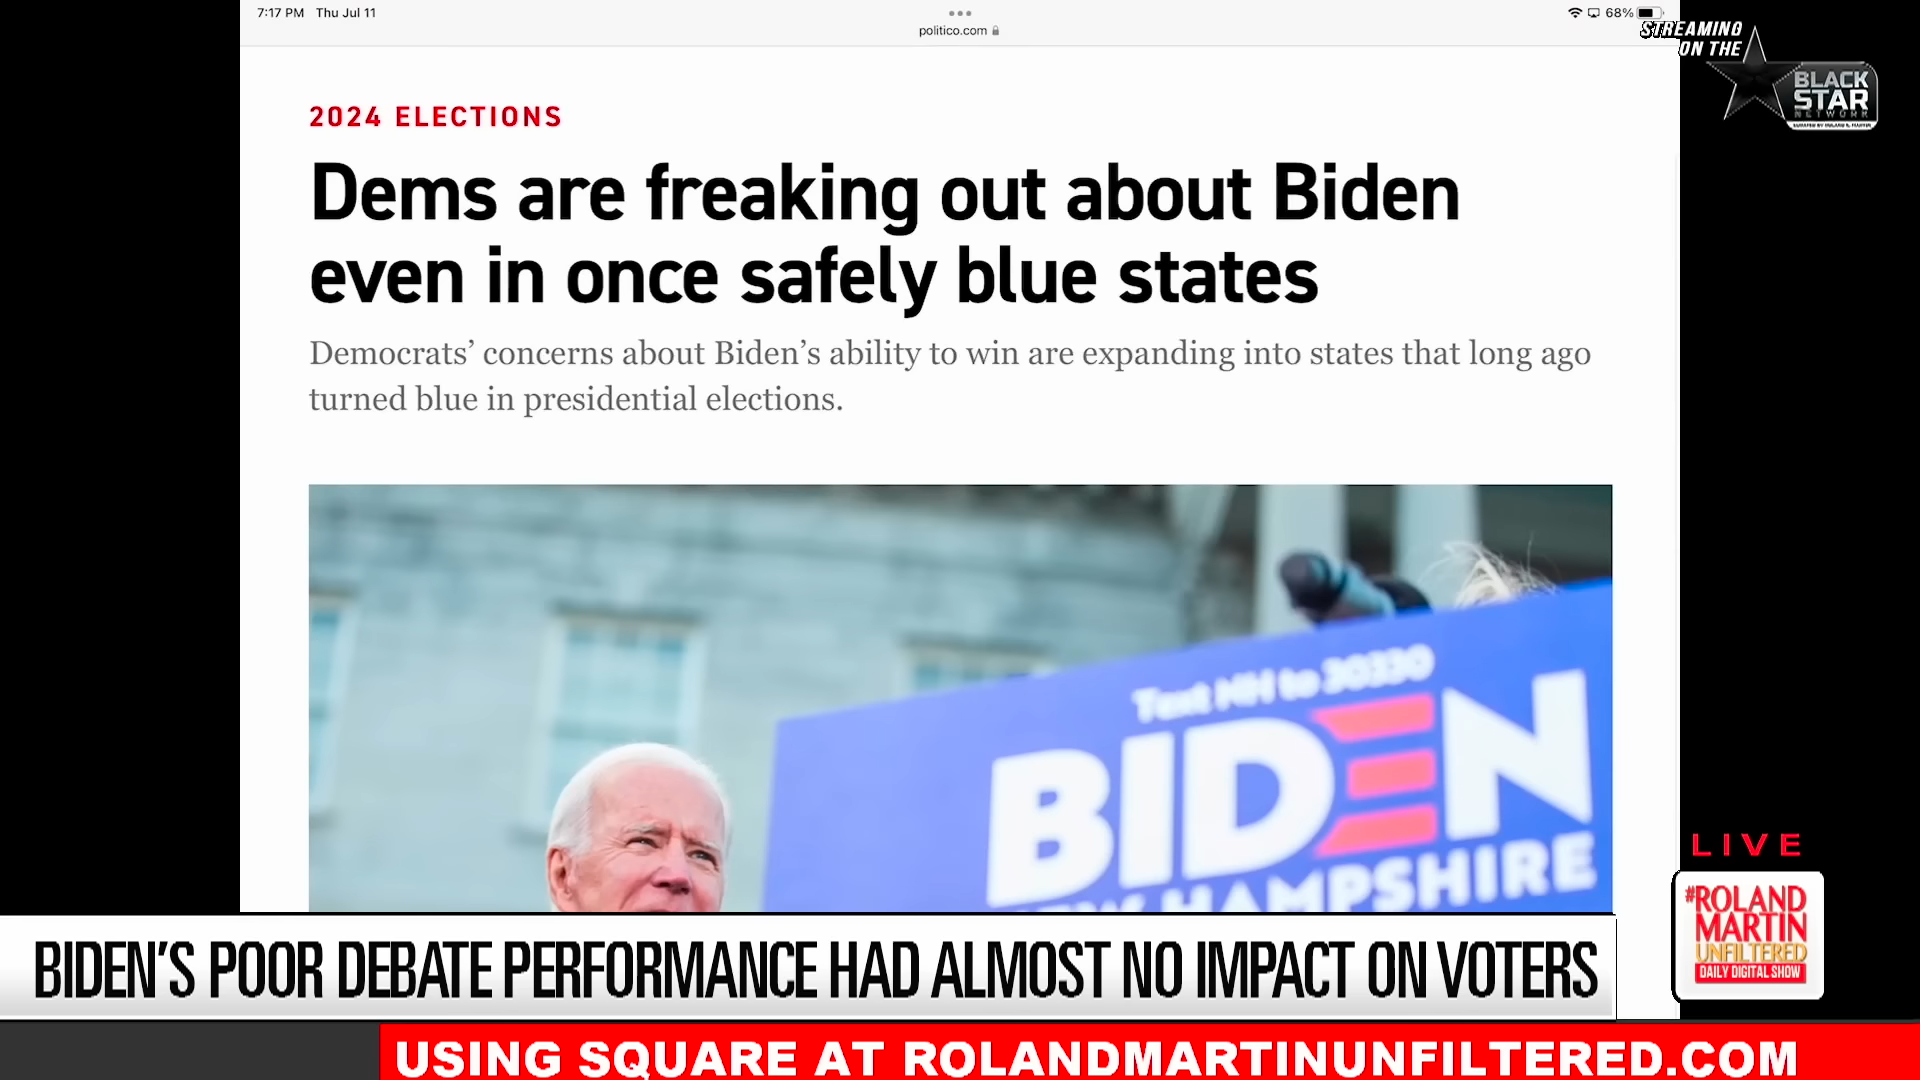 7:17 PM Thu Jul 11
politico.com
68%
STREAMING
ON THE
BLACK
STAR
NETWORK
2024 ELECTIONS
Dems are freaking out about Biden
even in once safely blue states
Democrats’ concerns about Biden’s ability to win are expanding into states that long ago
turned blue in presidential elections.
Text NH to 30330
BIDEN
NEW HAMPSHIRE
LIVE
#ROLAND
MARTIN
UNFILTERED
DAILY DIGITAL SHOW
BIDEN'S POOR DEBATE PERFORMANCE HAD ALMOST NO IMPACT ON VOTERS
USING SQUARE AT ROLANDMARTINUNFILTERED.COM